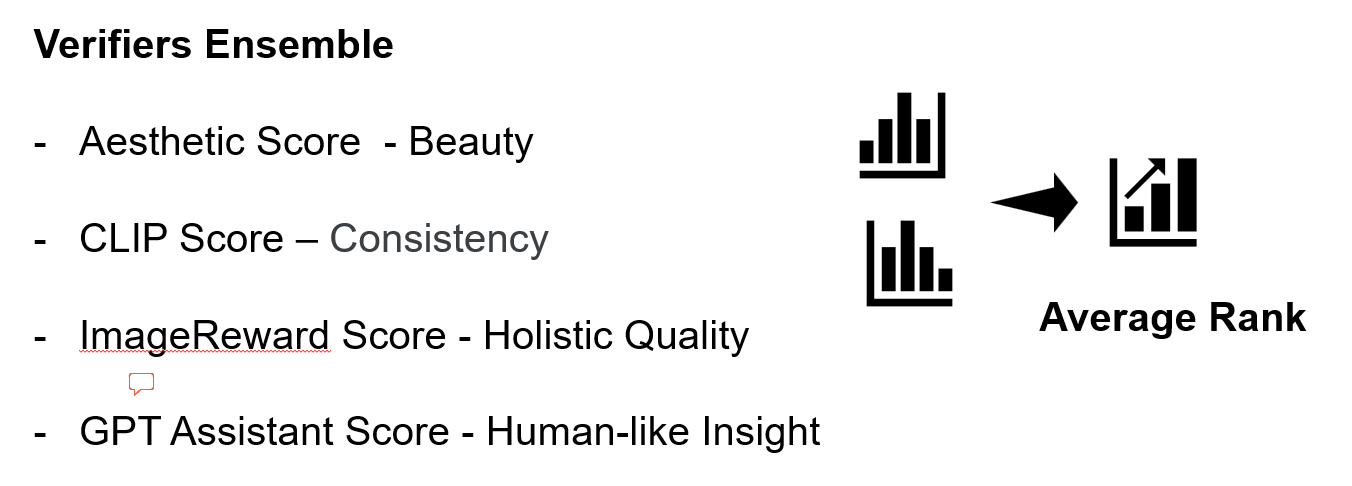 Verifiers Ensemble
- Aesthetic Score  - Beauty
- CLIP Score – Consistency
- ImageReward Score - Holistic Quality
- GPT Assistant Score - Human-like Insight
Average Rank